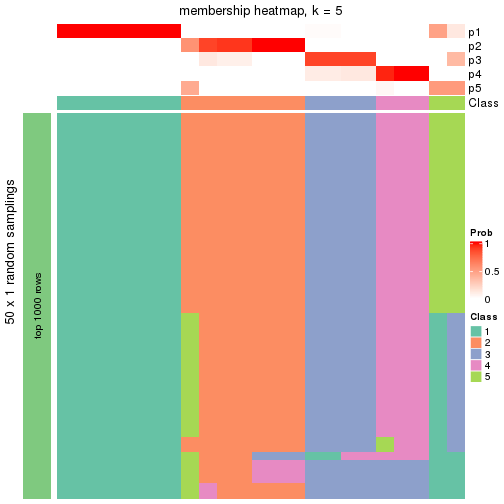 membership heatmap, k = 5
p1
p2
p3
p4
p5
Class
50 x 1 random samplings
top 1000 rows
Prob
1
0.5
0
Class
1
2
3
4
5